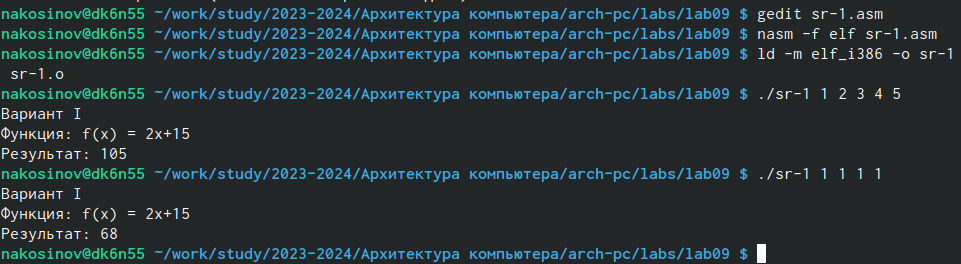 nakosinov@dk6n55 ~/work/study/2023-2024/Архитектура компьютера/arch-pc/labs/lab09 $ gedit sr-1.asm
nakosinov@dk6n55 ~/work/study/2023-2024/Архитектура компьютера/arch-pc/labs/lab09 $ nasm -f elf sr-1.asm
nakosinov@dk6n55 ~/work/study/2023-2024/Архитектура компьютера/arch-pc/labs/lab09 $ ld -m elf_i386 -o sr-1
sr-1.o
nakosinov@dk6n55 ~/work/study/2023-2024/Архитектура компьютера/arch-pc/labs/lab09 $ ./sr-1 1 2 3 4 5
Вариант I
Функция: f(x) = 2x+15
Результат: 105
nakosinov@dk6n55 ~/work/study/2023-2024/Архитектура компьютера/arch-pc/labs/lab09 $ ./sr-1 1 1 1 1
Вариант I
Функция: f(x) = 2x+15
Результат: 68
nakosinov@dk6n55 ~/work/study/2023-2024/Архитектура компьютера/arch-pc/labs/lab09 $